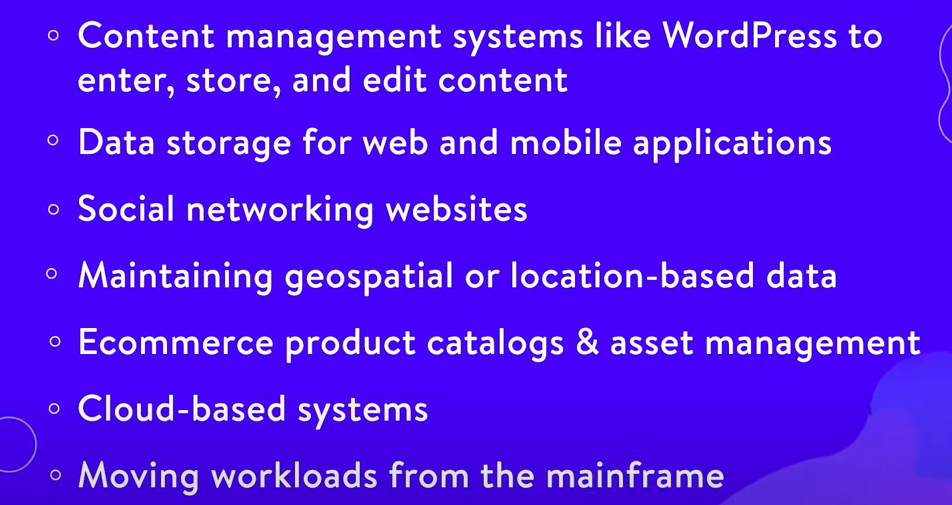 Content management systems like WordPress to
enter, store, and edit content
Data storage for web and mobile applications
Social networking websites
Maintaining geospatial or location-based data
Ecommerce product catalogs & asset management
Cloud-based systems
Moving workloads from the mainframe